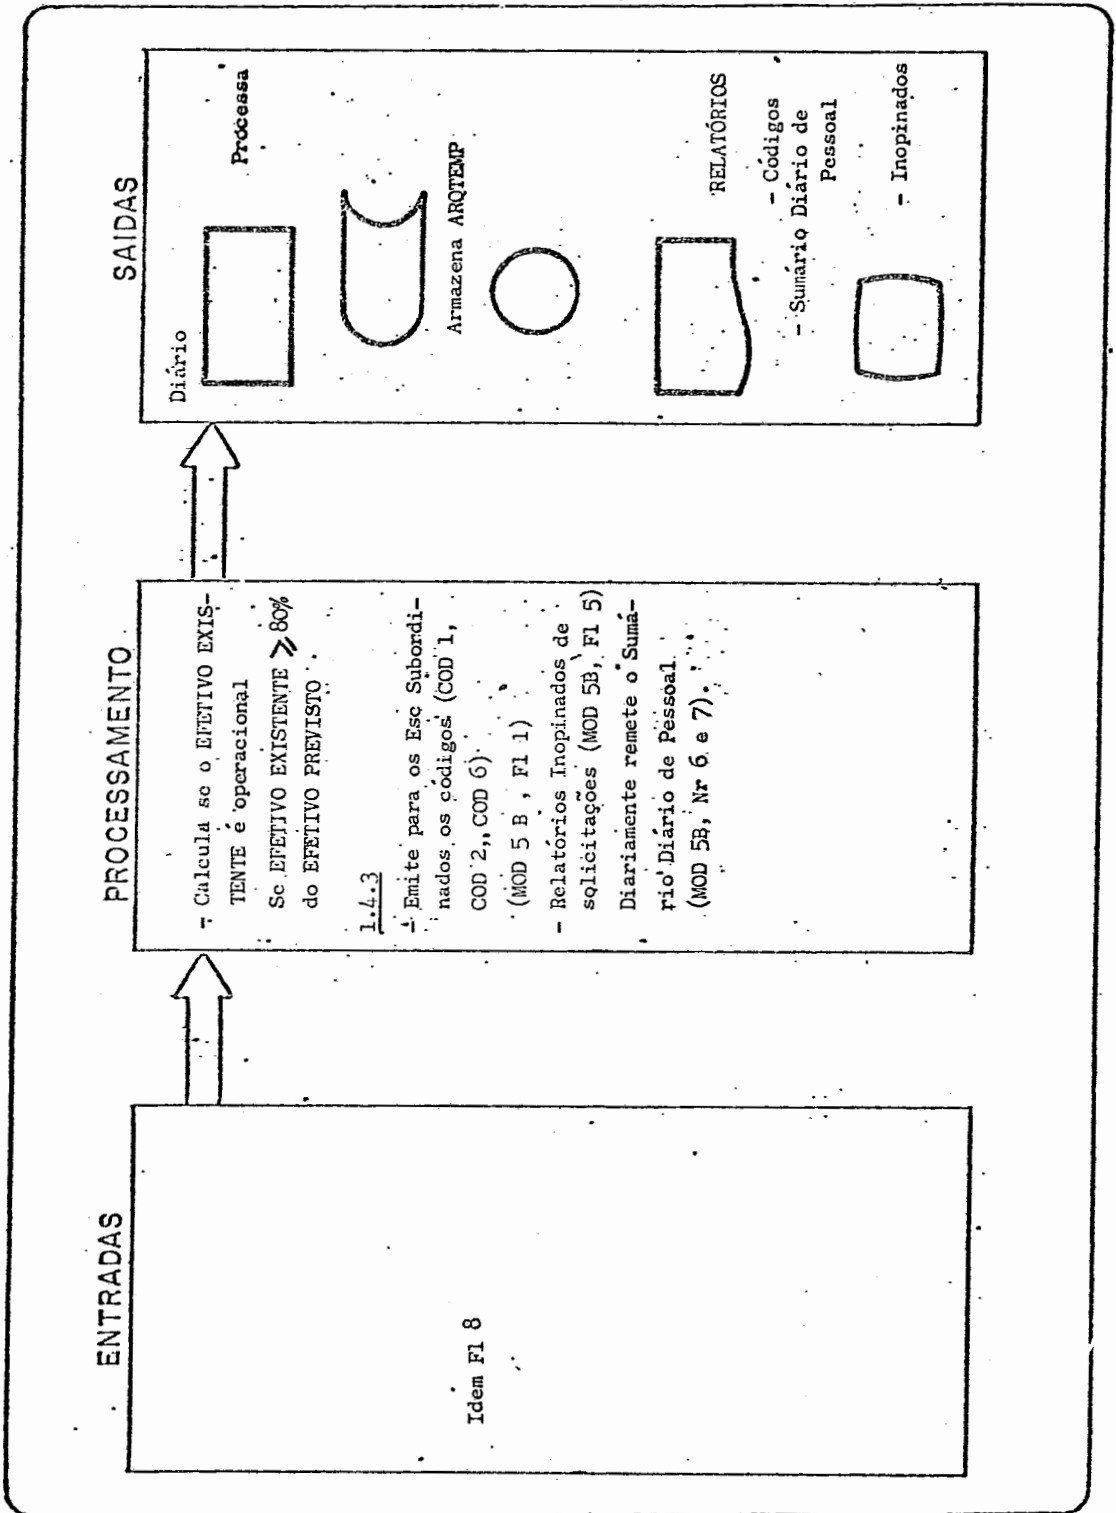 ENTRADAS
Idem Fl 8
PROCESSAMENTO
- Calcula se o EFETIVO EXIS-
TENTE é operacional
Se EFETIVO EXISTENTE ⩾ 80%
do EFETIVO PREVISTO
1.4.3
- Emite para os Esc Subordi-
nados os códigos (COD 1,
COD 2,, COD 6)
(MOD 5 B , Fl 1)
- Relatórios Inopinados de
solicitações (MOD 5B, Fl 5)
Diariamente remete o Sumá-
rio Diário de Pessoal
(MOD 5B, Nr 6 e 7).
SAIDAS
Diário
Processa
Armazena ARQTEMP
RELATÓRIOS
- Códigos
- Sumário Diário de
Pessoal
- Inopinados